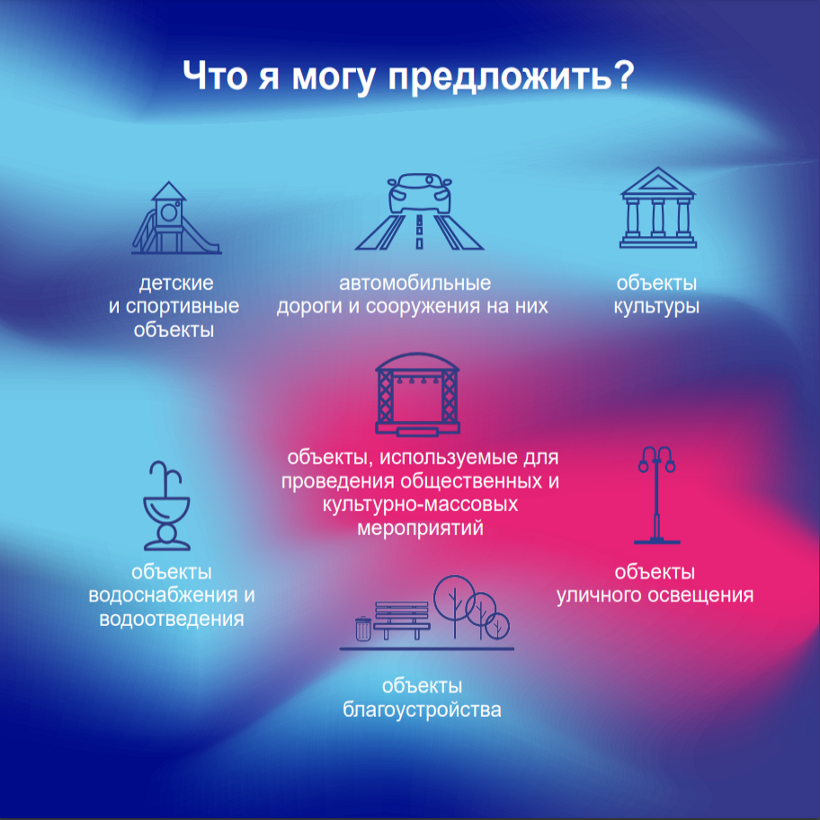 Что я могу предложить?
детские
и спортивные
объекты
автомобильные
дороги и сооружения на них
объекты
культуры
объекты, используемые для
проведения общественных и
культурно-массовых
мероприятий
объекты
водоснабжения и
водоотведения
объекты
уличного освещения
объекты
благоустройства